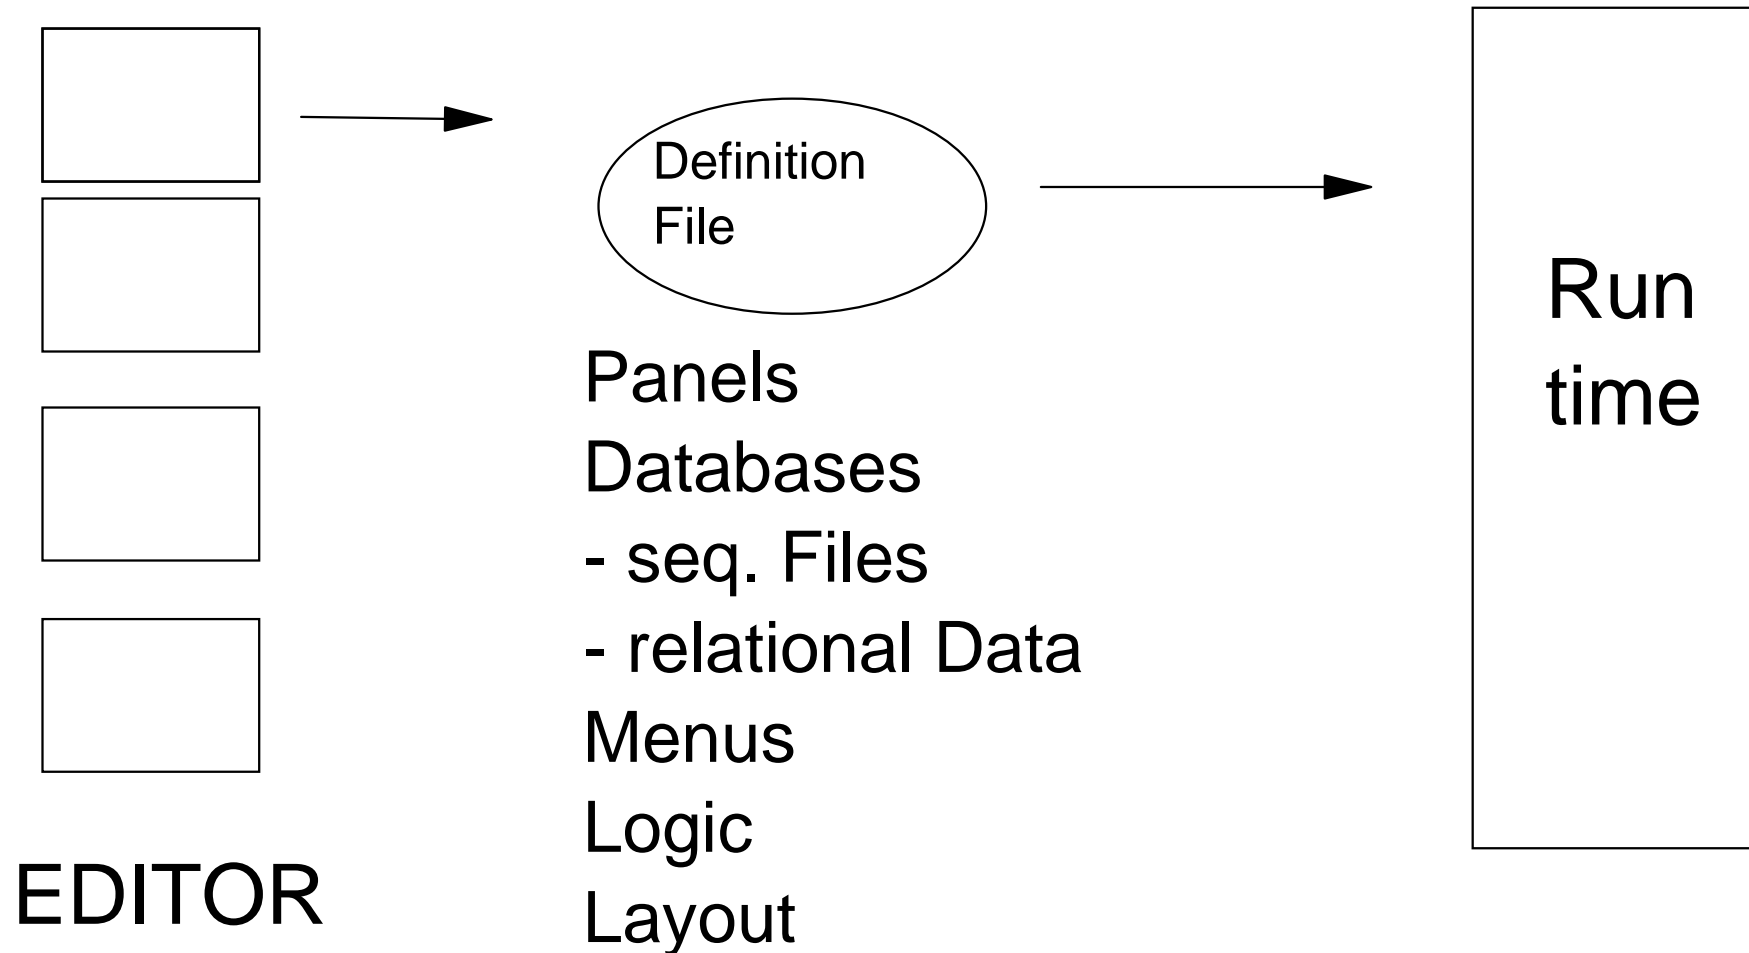 Definition
File
Panels
Databases
- seq. Files
- relational Data
Menus
Logic
Layout
EDITOR
Run
time